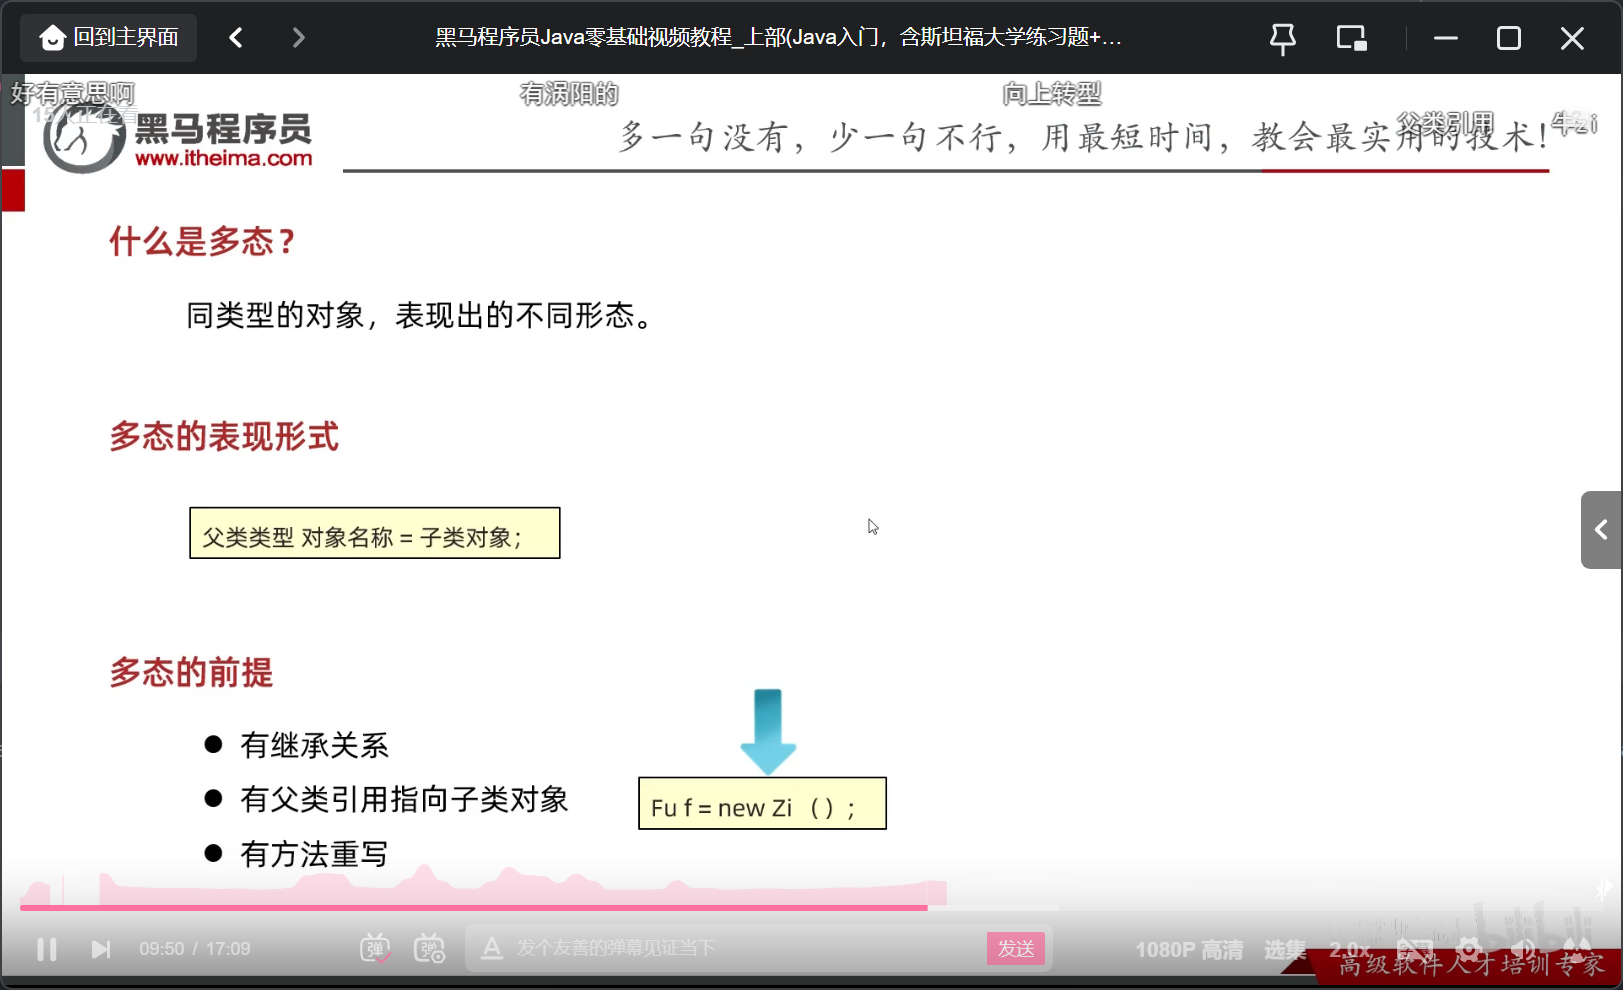 回到主界面
黑马程序员Java零基础视频教程_上部(Java入门，含斯坦福大学练习题+...
好有意思啊
有涡阳的
向上转型
父类引用
牛zi
15人正在看
黑马程序员
www.itheima.com
多一句没有，少一句不行，用最短时间，教会最实用的技术！
什么是多态？
同类型的对象，表现出的不同形态。
多态的表现形式
父类类型 对象名称 = 子类对象；
多态的前提
有继承关系
有父类引用指向子类对象
Fu f = new Zi （）；
有方法重写
09:50 / 17:09
弹
弹
发个友善的弹幕见证当下
发送
1080P 高清
选集
2.0x
bilibili
高级软件人才培训专家